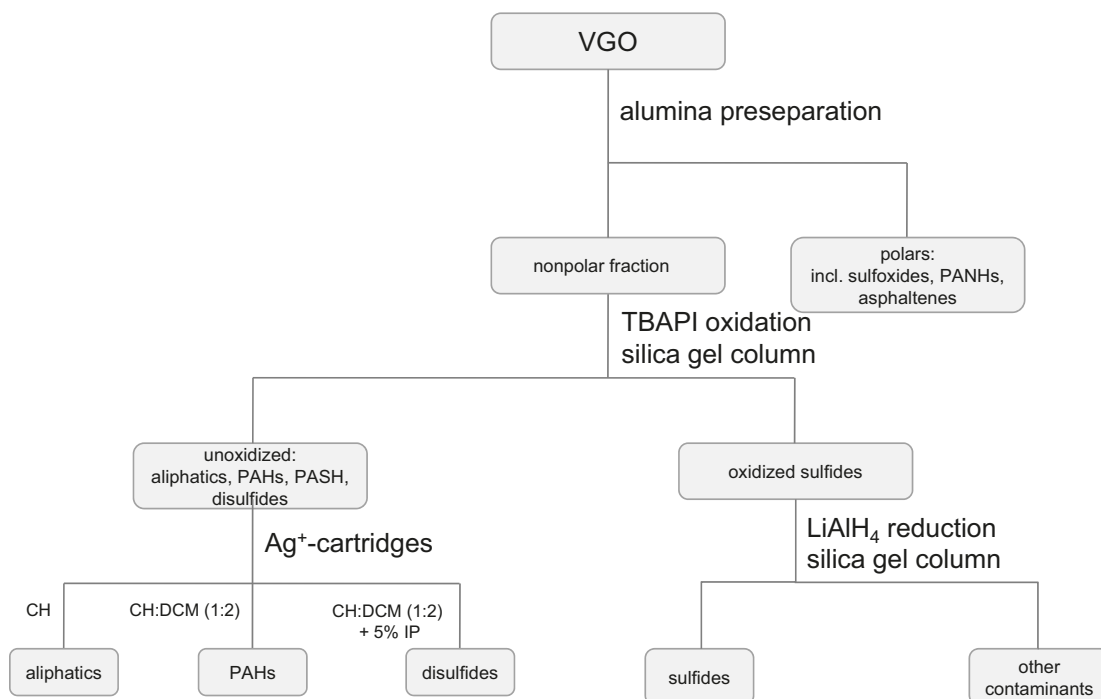 VGO
alumina preseparation
nonpolar fraction
polars:
incl. sulfoxides, PANHs,
asphaltenes
TBAPI oxidation
silica gel column
unoxidized:
aliphatics, PAHs, PASH,
disulfides
oxidized sulfides
Ag⁺-cartridges
LiAlH₄ reduction
silica gel column
CH
CH:DCM (1:2)
CH:DCM (1:2)
+ 5% IP
aliphatics
PAHs
disulfides
sulfides
other
contaminants